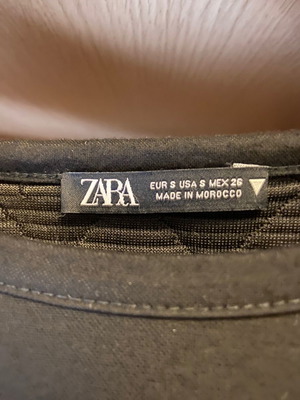 ZARA
EUR S USA S MEX 26
MADE IN MOROCCO